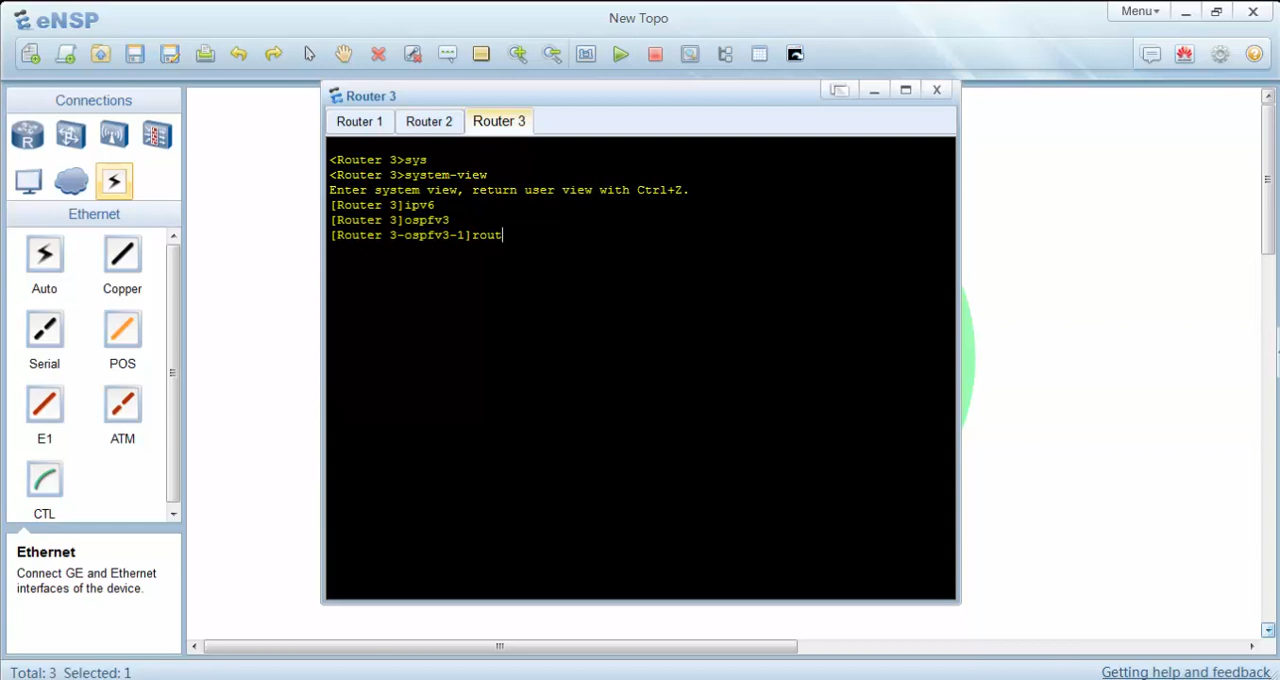 eNSP
New Topo
Menu
Connections
R
Ethernet
Auto
Copper
Serial
POS
E1
ATM
CTL
Ethernet
Connect GE and Ethernet
interfaces of the device.
Router 3
Router 1
Router 2
Router 3
<Router 3>sys
<Router 3>system-view
Enter system view, return user view with Ctrl+Z.
[Router 3]ipv6
[Router 3]ospfv3
[Router 3-ospfv3-1]rout
Total: 3 Selected: 1
Getting help and feedback